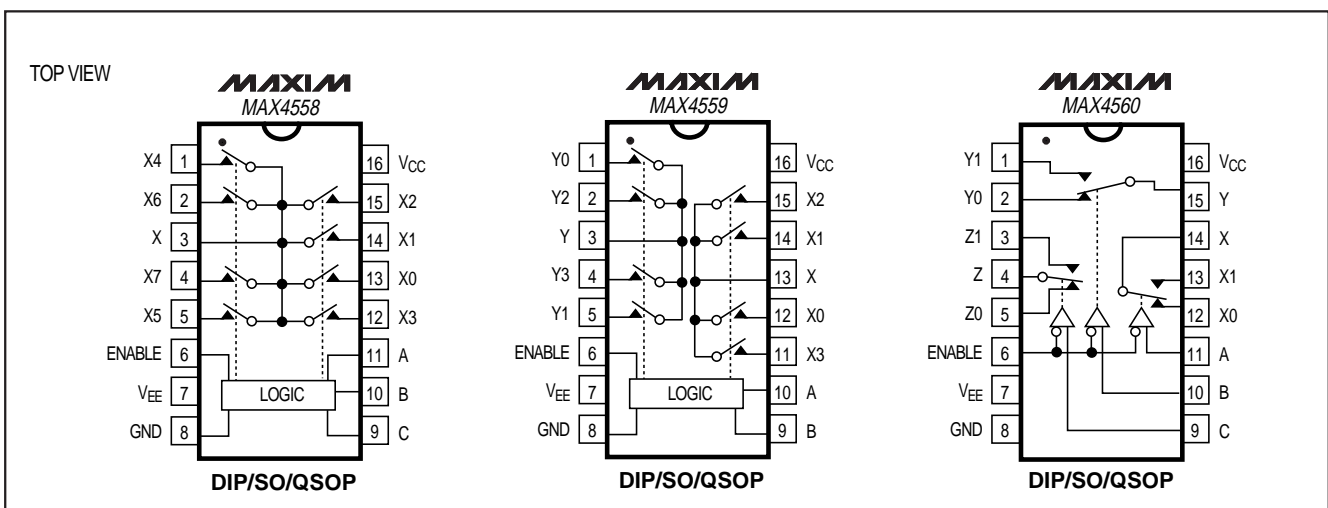 TOP VIEW
MAXIM
MAX4558
X4 1
16 VCC
X6 2
15 X2
X 3
14 X1
X7 4
13 X0
X5 5
12 X3
ENABLE 6
11 A
VEE 7
LOGIC
10 B
GND 8
9 C
DIP/SO/QSOP
MAXIM
MAX4559
Y0 1
16 VCC
Y2 2
15 X2
Y 3
14 X1
Y3 4
13 X
Y1 5
12 X0
ENABLE 6
11 X3
VEE 7
LOGIC
10 A
GND 8
9 B
DIP/SO/QSOP
MAXIM
MAX4560
Y1 1
16 VCC
Y0 2
15 Y
Z1 3
14 X
Z 4
13 X1
Z0 5
12 X0
ENABLE 6
11 A
VEE 7
10 B
GND 8
9 C
DIP/SO/QSOP